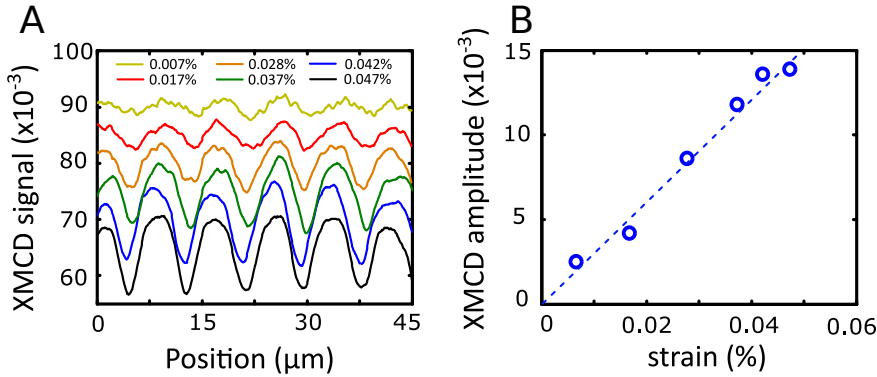 A
XMCD signal (x10⁻³)
100
90
80
70
60
0.007% 0.028% 0.042%
0.017% 0.037% 0.047%
0 15 30 45
Position (µm)
B
XMCD amplitude (x10⁻³)
15
10
5
0
0 0.02 0.04 0.06
strain (%)